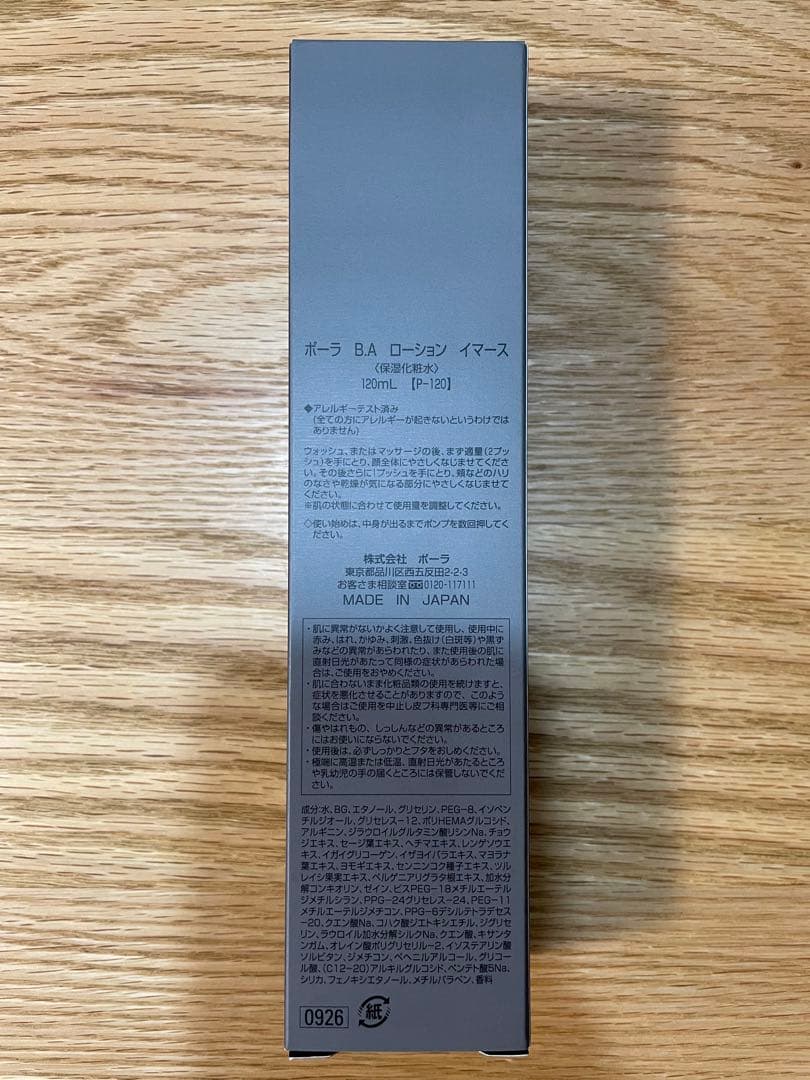 ポーラ B.A ローション イマース
〈保湿化粧水〉
120mL 【P-120】
◆アレルギーテスト済み
(全ての方にアレルギーが起きないというわけでは
ありません)
ウォッシュ、またはマッサージの後、まず適量(2プッ
シュ)を手にとり、顔全体にやさしくなじませてくださ
い。その後さらに1プッシュを手にとり、頬などのハリ
のなさや乾燥が気になる部分にやさしくなじませて
ください。
※肌の状態に合わせて使用量を調整してください。
◇使い始めは、中身が出るまでポンプを数回押してく
ださい。
株式会社 ポーラ
東京都品川区西五反田2-2-3
お客さま相談室 0120-117111
MADE IN JAPAN
・肌に異常がないかよく注意して使用し、使用中に
赤み、はれ、かゆみ、刺激、色抜け(白斑等)や黒ず
みなどの異常があらわれたり、また使用後の肌に
直射日光があたって同様の症状があらわれた場
合は、ご使用をおやめください。
・肌に合わないまま化粧品類の使用を続けますと、
症状を悪化させることがありますので、このよう
な場合はご使用を中止し皮フ科専門医等にご相
談ください。
・傷やはれもの、しっしんなどの異常があるところ
にはお使いにならないでください。
・使用後は、必ずしっかりとフタをおしめください。
・極端に高温または低温、直射日光があたるところ
や乳幼児の手の届くところには保管しないでくだ
さい。
成分:水、BG、エタノール、グリセリン、PEG-8、イソペン
チルジオール、グリセレス-12、ポリHEMAグルコシド、
アルギニン、ジラウロイルグルタミン酸リシンNa、チョウ
ジエキス、セージ葉エキス、ヘチマエキス、レンゲソウエ
キス、イガイグリコーゲン、イザヨイバラエキス、マヨラナ
葉エキス、ヨモギエキス、センニンコク種子エキス、ツル
レイシ果実エキス、ベルゲニアリグラタ根エキス、加水分
解コンキオリン、ゼイン、ビスPEG-18メチルエーテル
ジメチルシラン、PPG-24グリセレス-24、PEG-11
メチルエーテルジメチコン、PPG-6デシルテトラデセス
-20、クエン酸Na、コハク酸ジエトキシエチル、ジグリセ
リン、ラウロイル加水分解シルクNa、クエン酸、キサンタ
ンガム、オレイン酸ポリグリセリル-2、イソステアリン酸
ソルビタン、ジメチコン、ベヘニルアルコール、グリコー
ル酸、(C12-20)アルキルグルコシド、ペンテト酸5Na、
シリカ、フェノキシエタノール、メチルパラベン、香料
0926 紙